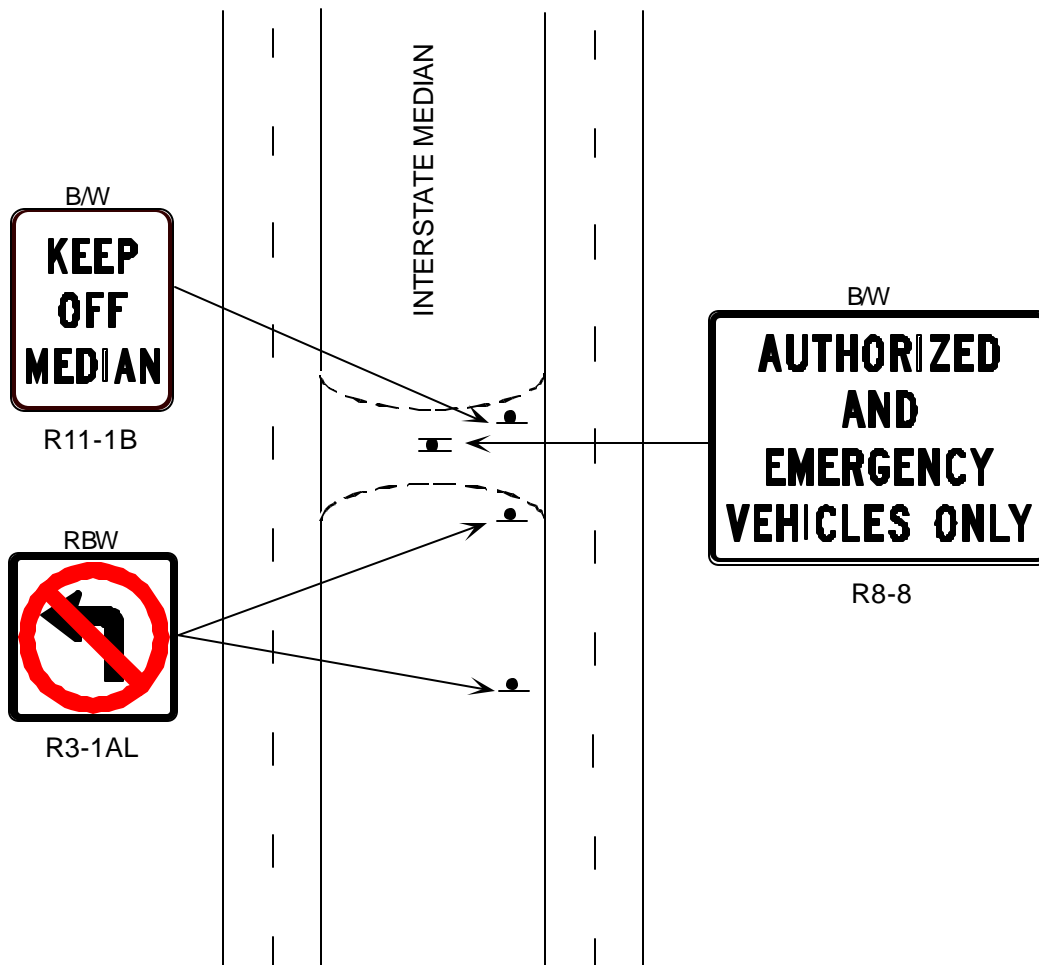 INTERSTATE MEDIAN
B/W
KEEP
OFF
MEDIAN
R11-1B
B/W
AUTHORIZED
AND
EMERGENCY
VEHICLES ONLY
R8-8
RBW
R3-1AL